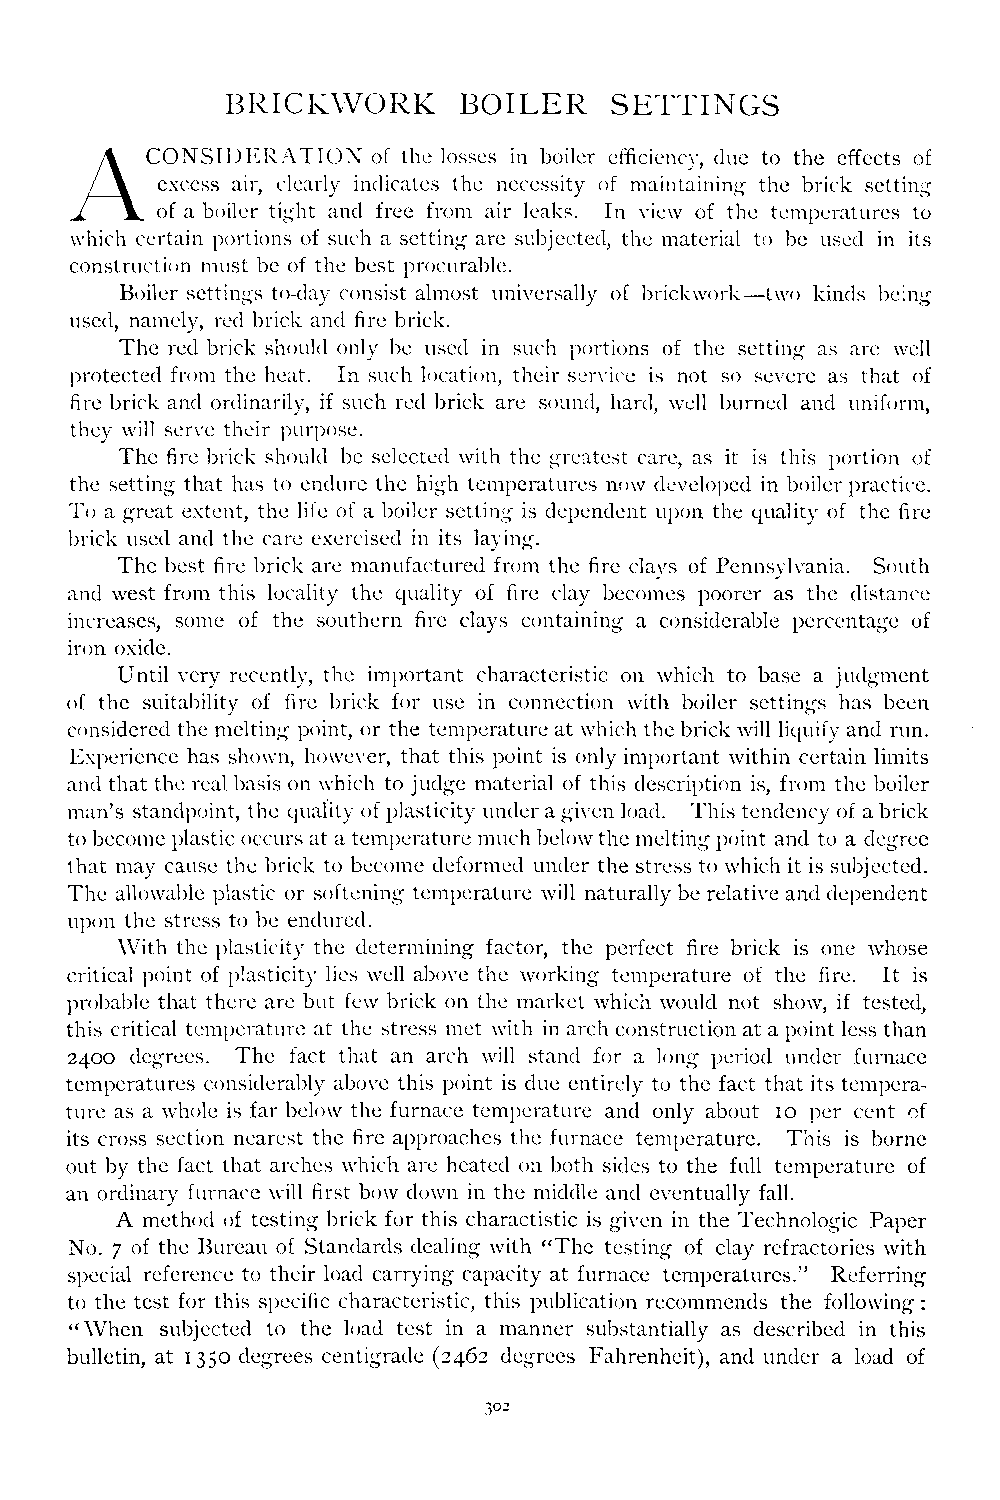 BRICKWORK BOILER SETTINGS
A CONSIDERATION of the losses in boiler efficiency, due to the effects of
excess air, clearly indicates the necessity of maintaining the brick setting
of a boiler tight and free from air leaks. In view of the temperatures to
which certain portions of such a setting are subjected, the material to be used in its
construction must be of the best procurable.
Boiler settings to-day consist almost universally of brickwork—two kinds being
used, namely, red brick and fire brick.
The red brick should only be used in such portions of the setting as are well
protected from the heat. In such location, their service is not so severe as that of
fire brick and ordinarily, if such red brick are sound, hard, well burned and uniform,
they will serve their purpose.
The fire brick should be selected with the greatest care, as it is this portion of
the setting that has to endure the high temperatures now developed in boiler practice.
To a great extent, the life of a boiler setting is dependent upon the quality of the fire
brick used and the care exercised in its laying.
The best fire brick are manufactured from the fire clays of Pennsylvania. South
and west from this locality the quality of fire clay becomes poorer as the distance
increases, some of the southern fire clays containing a considerable percentage of
iron oxide.
Until very recently, the important characteristic on which to base a judgment
of the suitability of fire brick for use in connection with boiler settings has been
considered the melting point, or the temperature at which the brick will liquify and run.
Experience has shown, however, that this point is only important within certain limits
and that the real basis on which to judge material of this description is, from the boiler
man's standpoint, the quality of plasticity under a given load. This tendency of a brick
to become plastic occurs at a temperature much below the melting point and to a degree
that may cause the brick to become deformed under the stress to which it is subjected.
The allowable plastic or softening temperature will naturally be relative and dependent
upon the stress to be endured.
With the plasticity the determining factor, the perfect fire brick is one whose
critical point of plasticity lies well above the working temperature of the fire. It is
probable that there are but few brick on the market which would not show, if tested,
this critical temperature at the stress met with in arch construction at a point less than
2400 degrees. The fact that an arch will stand for a long period under furnace
temperatures considerably above this point is due entirely to the fact that its tempera-
ture as a whole is far below the furnace temperature and only about 10 per cent of
its cross section nearest the fire approaches the furnace temperature. This is borne
out by the fact that arches which are heated on both sides to the full temperature of
an ordinary furnace will first bow down in the middle and eventually fall.
A method of testing brick for this charactistic is given in the Technologic Paper
No. 7 of the Bureau of Standards dealing with "The testing of clay refractories with
special reference to their load carrying capacity at furnace temperatures." Referring
to the test for this specific characteristic, this publication recommends the following:
"When subjected to the load test in a manner substantially as described in this
bulletin, at 1350 degrees centigrade (2462 degrees Fahrenheit), and under a load of
302